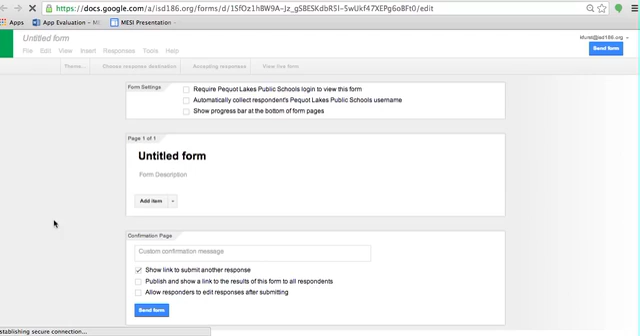 https://docs.google.com/a/isd186.org/forms/d/
Apps App Evaluation - ME MESI Presentation
Untitled form
File Edit View Insert Responses Tools Help
.org
Send form
Theme... Choose response destination Accepting responses View live form
Form Settings
Require Pequot Lakes Public Schools login to view this form
Automatically collect respondent's Pequot Lakes Public Schools username
Show progress bar at the bottom of form pages
Page 1 of 1
Untitled form
Form Description
Add item
Confirmation Page
Custom confirmation message
Show link to submit another response
Publish and show a link to the results of this form to all respondents
Allow responders to edit responses after submitting
Send form
stablishing secure connection...